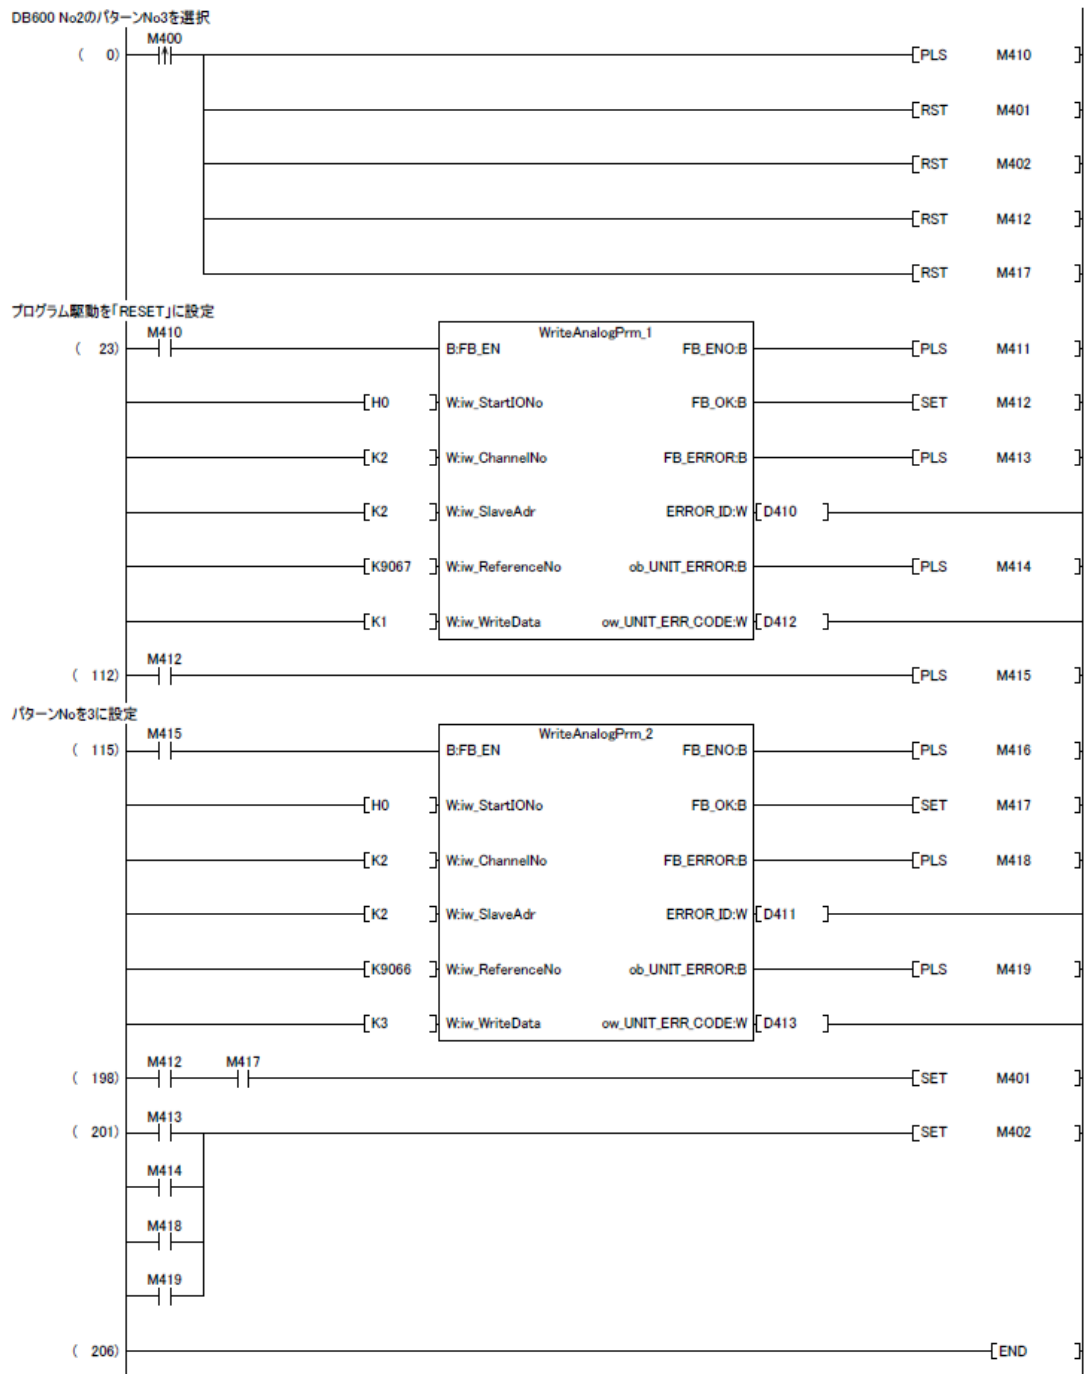 DB600 No2のパターンNo3を選択
M400
( 0) [PLS M410 ]
[RST M401 ]
[RST M402 ]
[RST M412 ]
[RST M417 ]
プログラム駆動を「RESET」に設定
M410 WriteAnalogPrm_1
( 23) B:FB_EN FB_ENO:B [PLS M411 ]
[H0 ] W:iw_StartIONo FB_OK:B [SET M412 ]
[K2 ] W:iw_ChannelNo FB_ERROR:B [PLS M413 ]
[K2 ] W:iw_SlaveAdr ERROR_ID:W [D410 ]
[K9067 ] W:iw_ReferenceNo ob_UNIT_ERROR:B [PLS M414 ]
[K1 ] W:iw_WriteData ow_UNIT_ERR_CODE:W [D412 ]
M412
( 112) [PLS M415 ]
パターンNoを3に設定
M415 WriteAnalogPrm_2
( 115) B:FB_EN FB_ENO:B [PLS M416 ]
[H0 ] W:iw_StartIONo FB_OK:B [SET M417 ]
[K2 ] W:iw_ChannelNo FB_ERROR:B [PLS M418 ]
[K2 ] W:iw_SlaveAdr ERROR_ID:W [D411 ]
[K9066 ] W:iw_ReferenceNo ob_UNIT_ERROR:B [PLS M419 ]
[K3 ] W:iw_WriteData ow_UNIT_ERR_CODE:W [D413 ]
M412 M417
( 198) [SET M401 ]
M413
( 201) [SET M402 ]
M414
M418
M419
( 206) [END ]